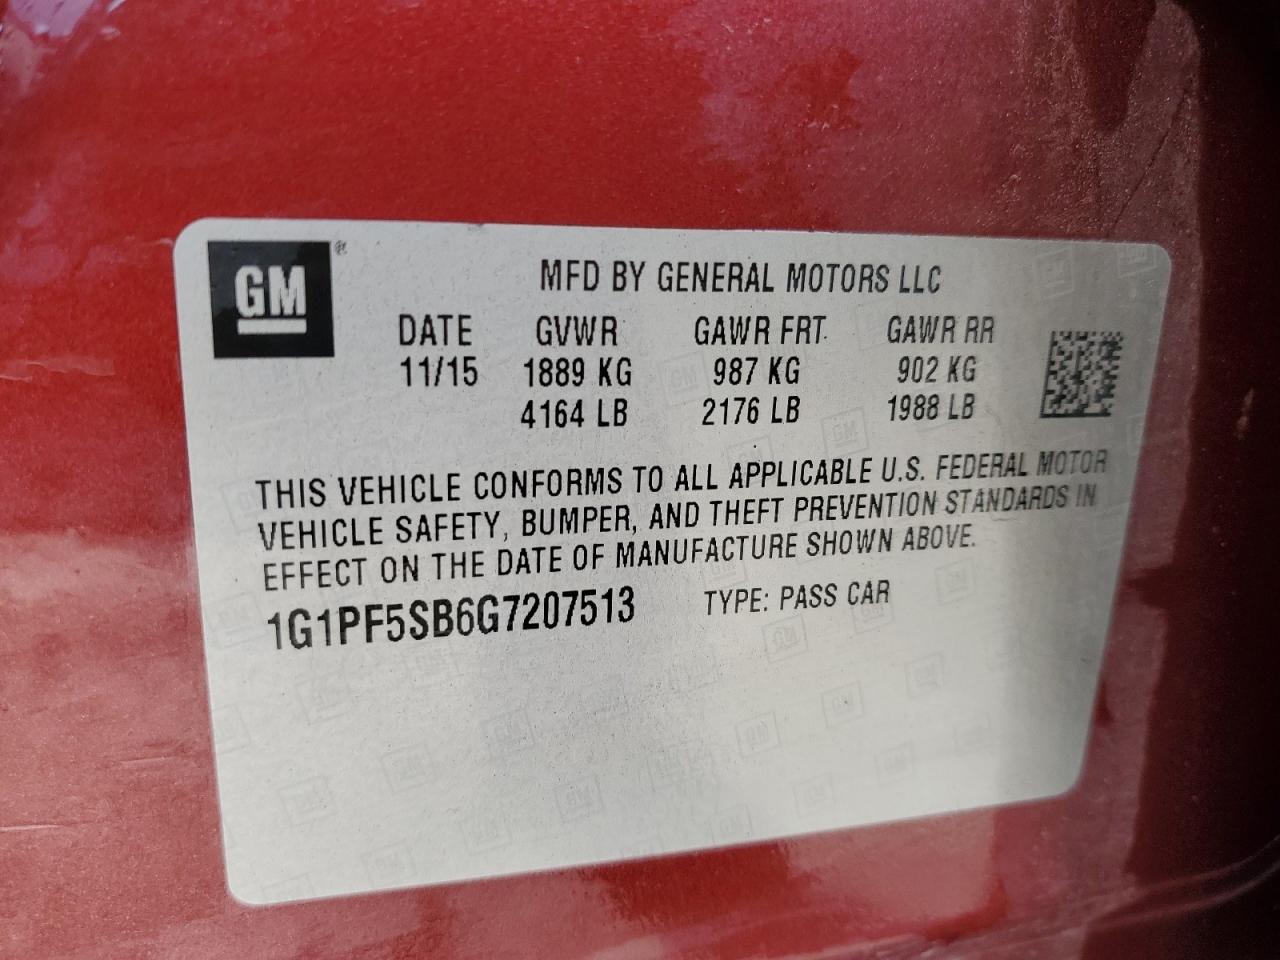 GM®
MFD BY GENERAL MOTORS LLC
DATE GVWR GAWR FRT. GAWR RR
11/15 1889 KG 987 KG 902 KG
4164 LB 2176 LB 1988 LB
THIS VEHICLE CONFORMS TO ALL APPLICABLE U.S. FEDERAL MOTOR
VEHICLE SAFETY, BUMPER, AND THEFT PREVENTION STANDARDS IN
EFFECT ON THE DATE OF MANUFACTURE SHOWN ABOVE.
1G1PF5SB6G7207513 TYPE: PASS CAR